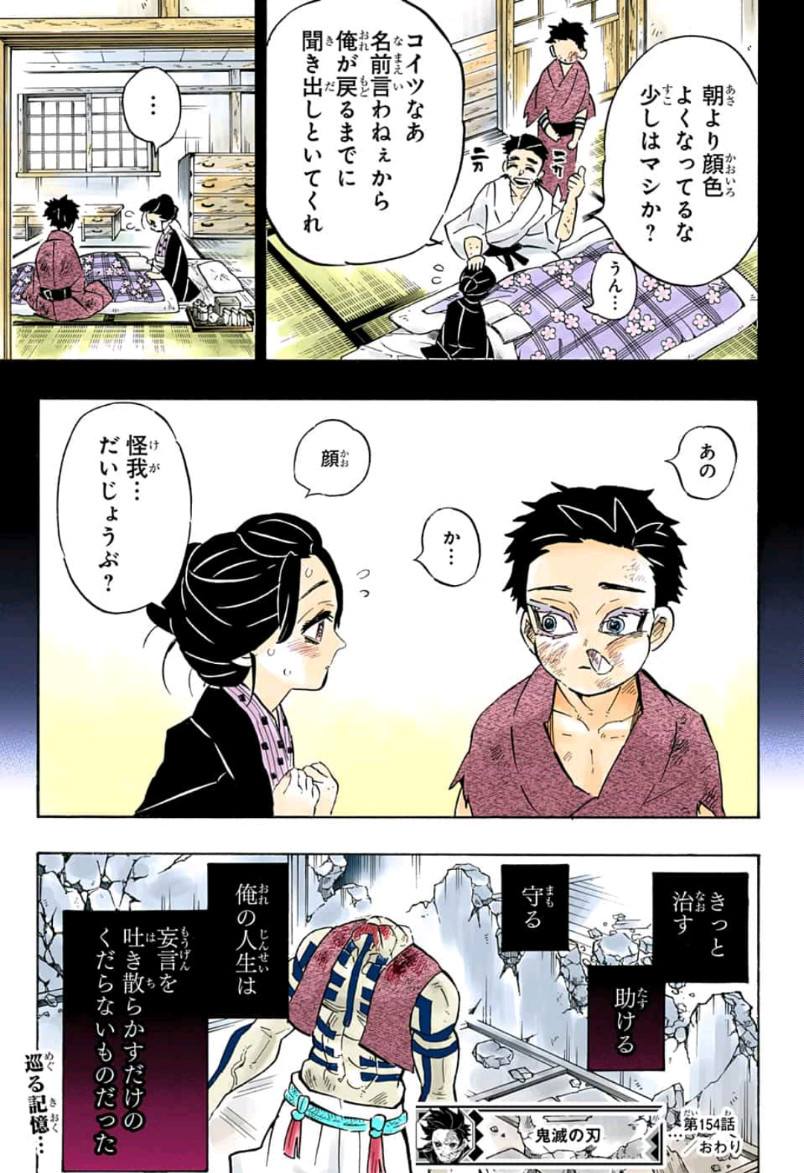 朝より顔色
よくなってるな
少しはマシか?
うん…
コイツなあ
名前言わねぇから
俺が戻るまでに
聞き出しといてくれ
ニカ
…
あの
か…
顔
怪我…
だいじょうぶ?
きっと
治す
助ける
守る
俺の人生は
妄言を
吐き散らかすだけの
くだらないものだった
巡る記憶…
鬼滅の刃
…第154話/おわり